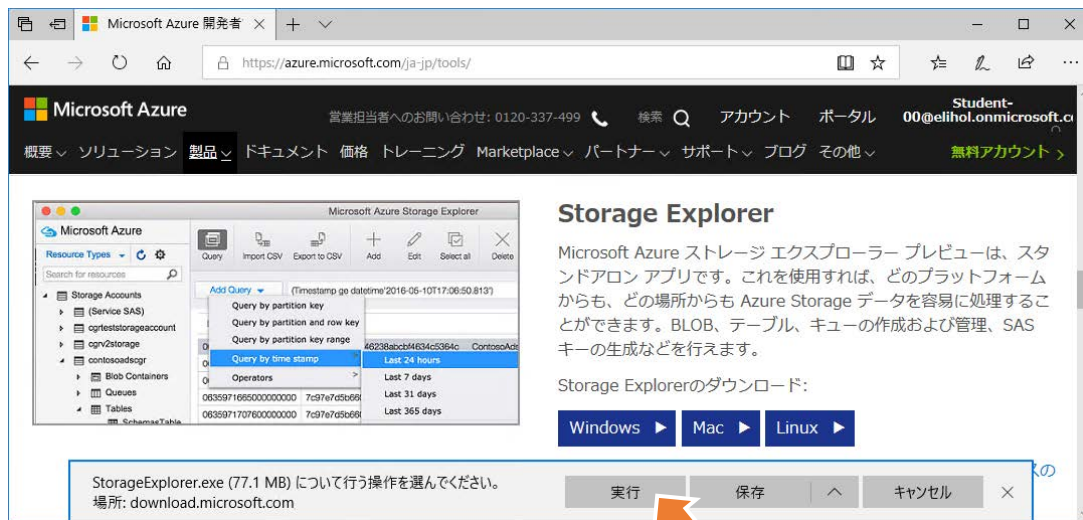 Microsoft Azure 開発者
https://azure.microsoft.com/ja-jp/tools/
Microsoft Azure
営業担当者へのお問い合わせ: 0120-337-499
検索
アカウント
ポータル
Student-
00@elihol.onmicrosoft.co
概要 ソリューション 製品 ドキュメント 価格 トレーニング Marketplace パートナー サポート ブログ その他
無料アカウント
Microsoft Azure Storage Explorer
Microsoft Azure
Resource Types
Search for resources
Query Import CSV Export to CSV Add Edit Select all Delete
Storage Accounts
(Service SAS)
cgrteststorageaccount
cgrv2storage
contosoadscgr
Blob Containers
Queues
Tables
SchemasTable
Add Query
(Timestamp ge datetime'2016-05-10T17:06:50.813')
Query by partition key
Query by partition and row key
Query by partition key range
Query by time stamp
Operators
46238abcbf4634c5364c ContosoAds
Last 24 hours
Last 7 days
Last 31 days
Last 365 days
0635971665000000000 7c97e7d5b66
0635971707600000000 7c97e7d5b66
Storage Explorer
Microsoft Azure ストレージ エクスプローラー プレビューは、スタ
ンドアロン アプリです。これを使用すれば、どのプラットフォーム
からも、どの場所からも Azure Storage データを容易に処理するこ
とができます。BLOB、テーブル、キューの作成および管理、SAS
キーの生成などを行えます。
Storage Explorerのダウンロード:
Windows
Mac
Linux
スの
StorageExplorer.exe (77.1 MB) について行う操作を選んでください。
場所: download.microsoft.com
実行
保存
キャンセル